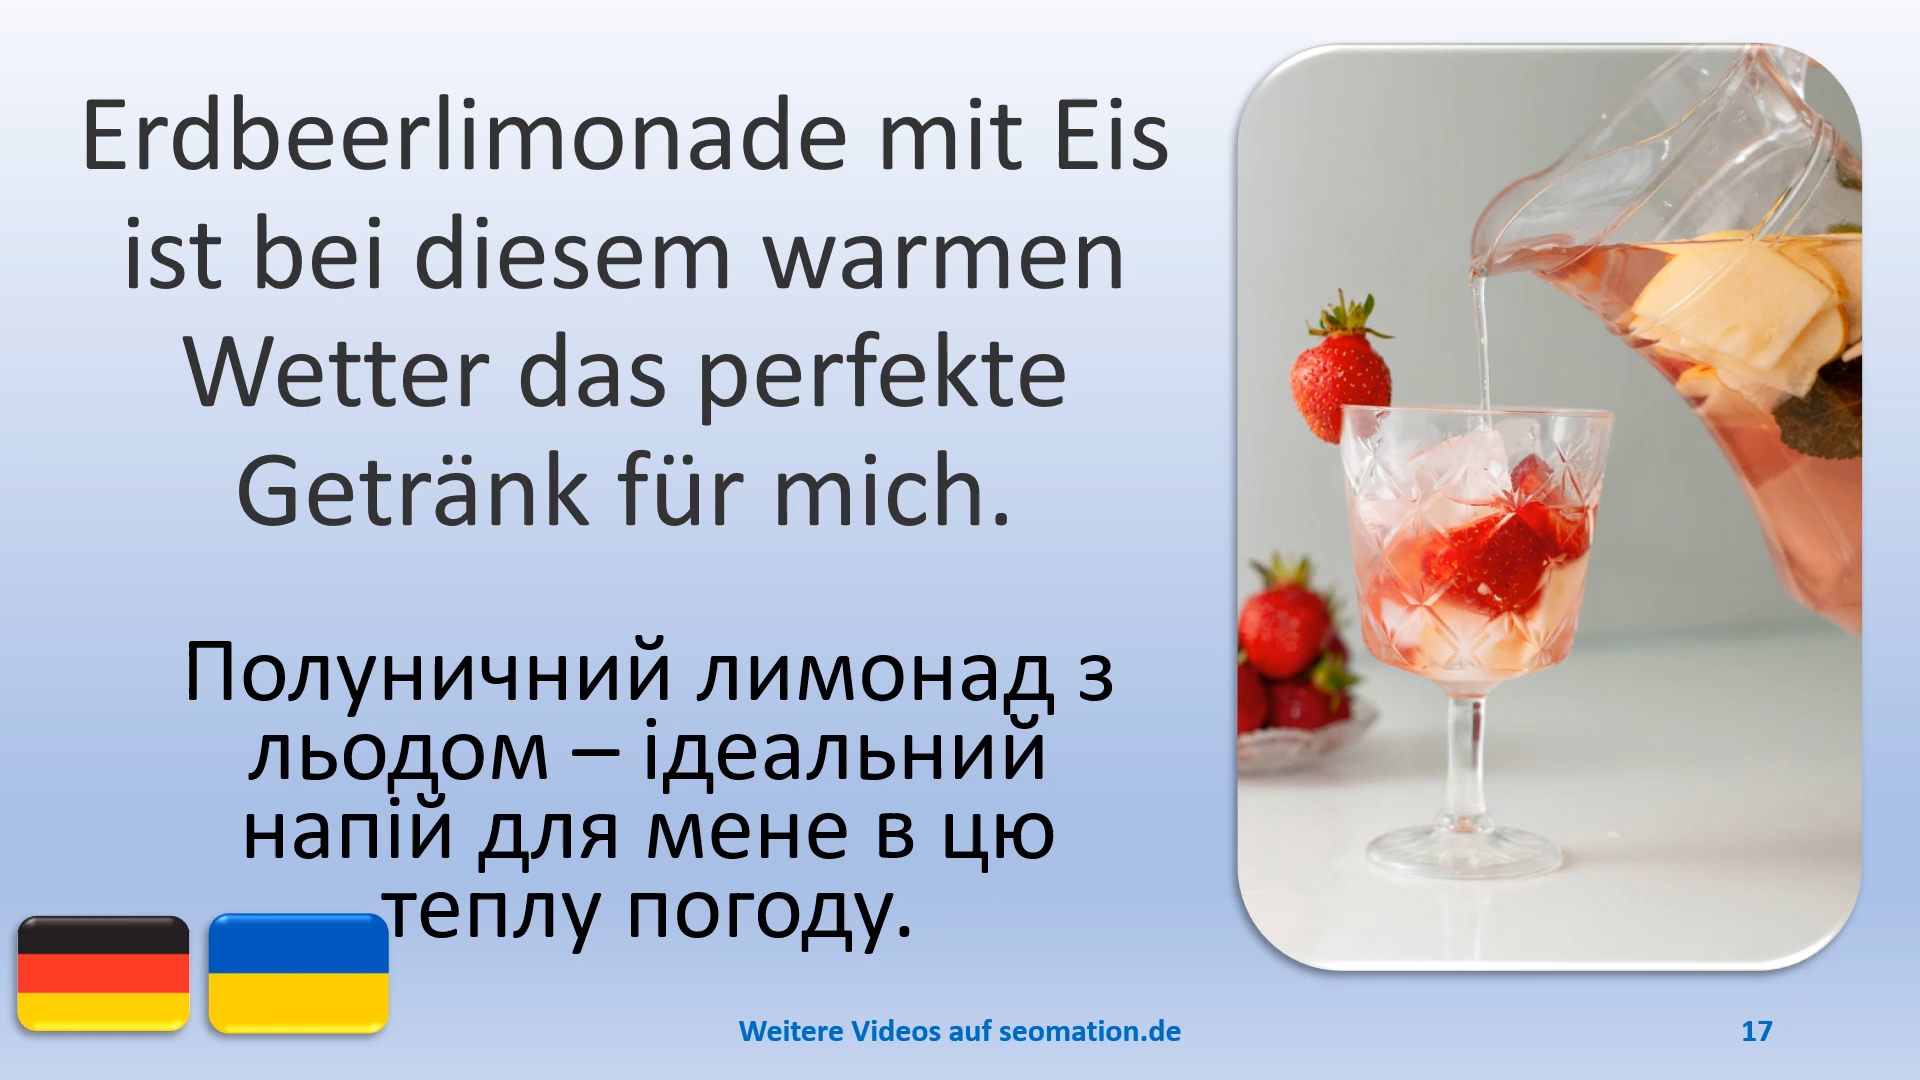 Erdbeerlimonade mit Eis
ist bei diesem warmen
Wetter das perfekte
Getränk für mich.
Полуничний лимонад з
льодом – ідеальний
напій для мене в цю
теплу погоду.
Weitere Videos auf seomation.de
17